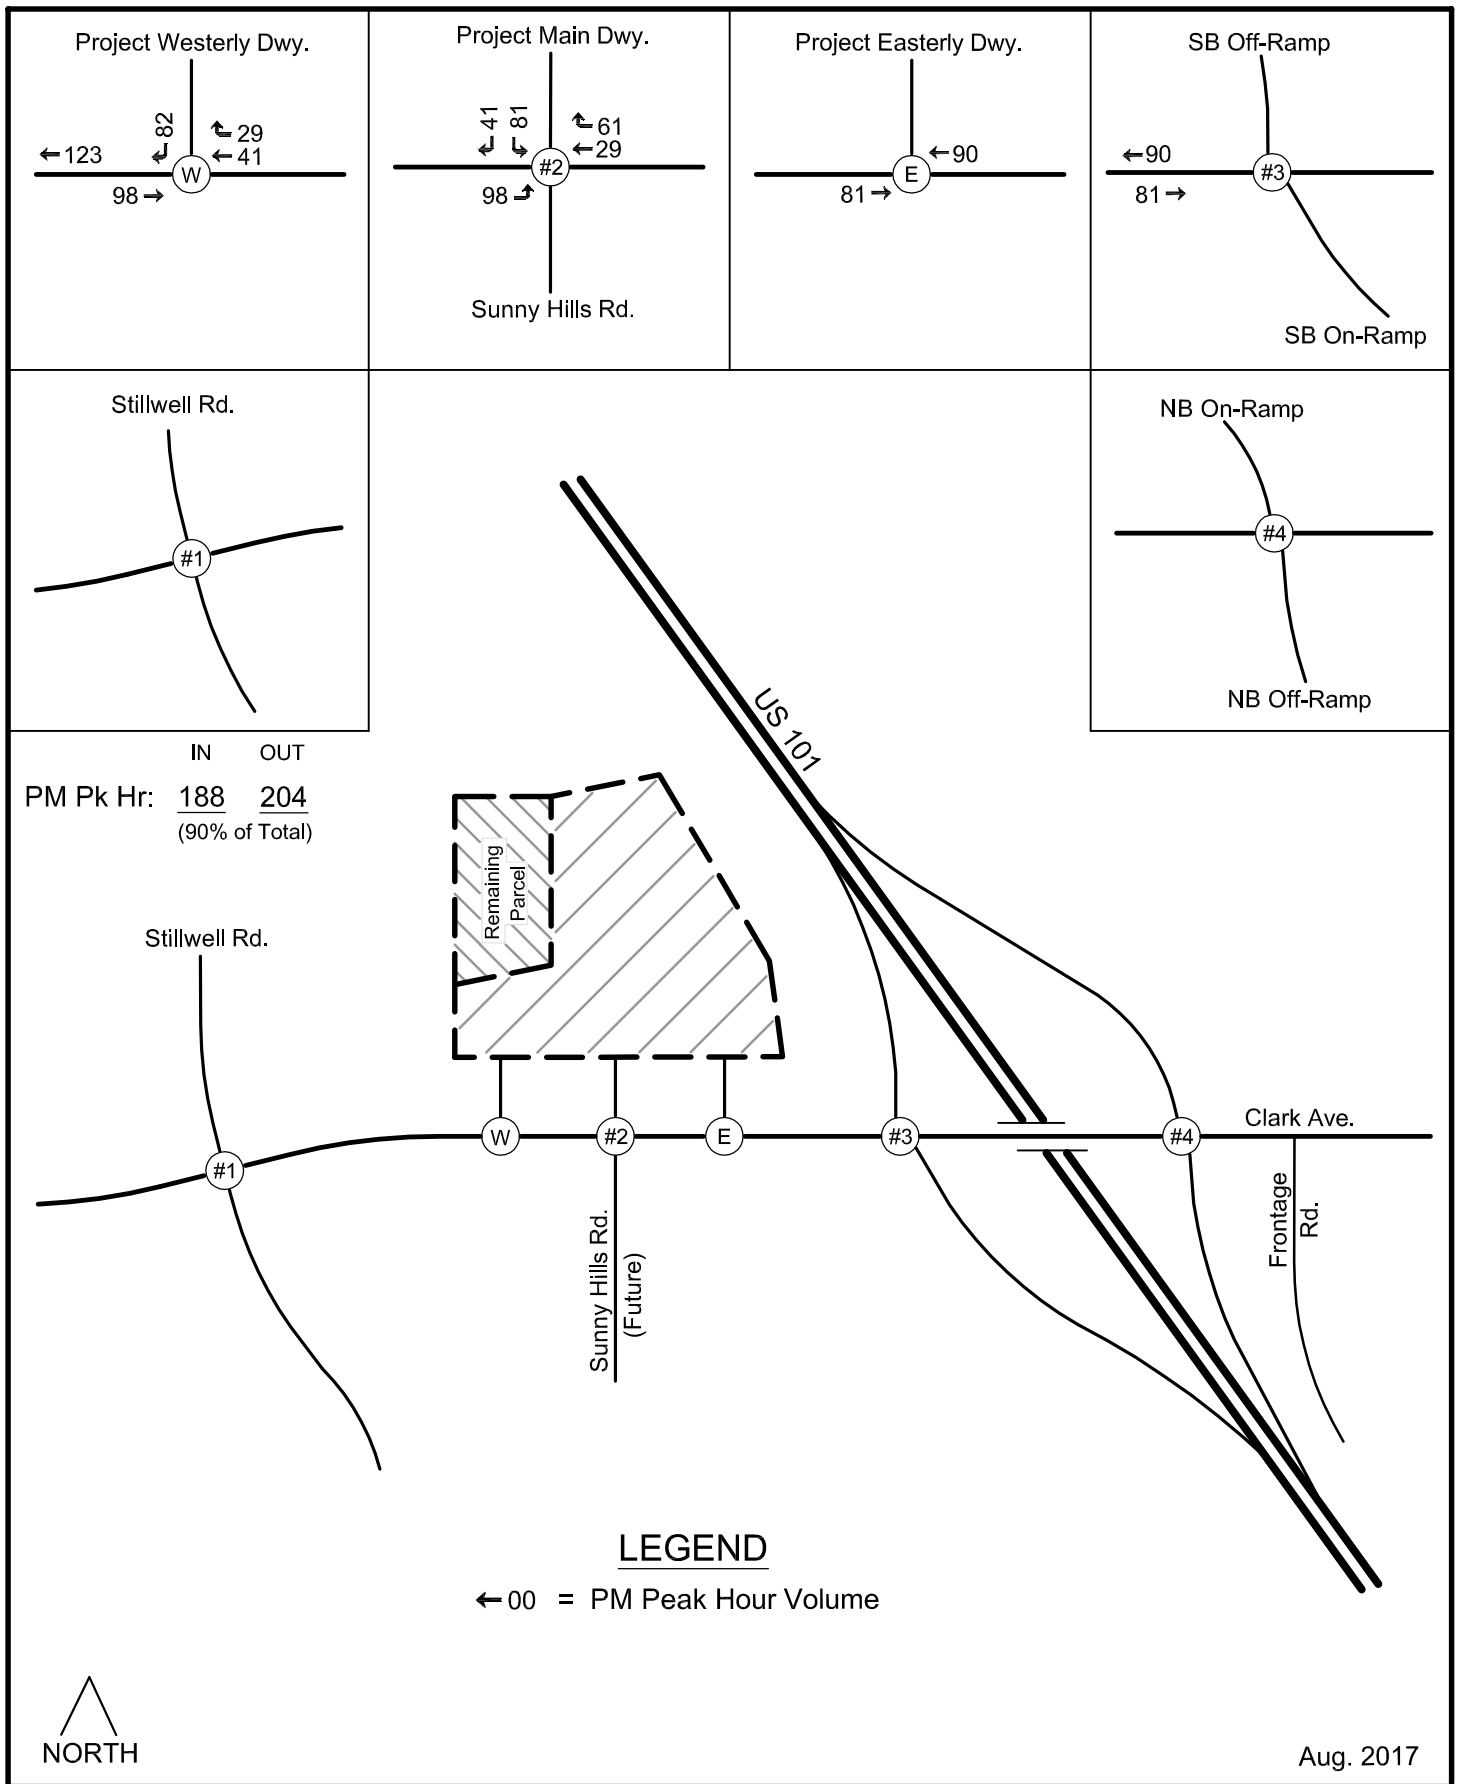 Project Westerly Dwy.
←123
82
29
←41
98→
W
Project Main Dwy.
41
81
61
←29
98
#2
Sunny Hills Rd.
Project Easterly Dwy.
←90
81→
E
SB Off-Ramp
←90
81→
#3
SB On-Ramp
Stillwell Rd.
#1
NB On-Ramp
#4
NB Off-Ramp
IN OUT
PM Pk Hr: 188 204
(90% of Total)
US 101
Remaining
Parcel
Stillwell Rd.
#1
W
#2
E
#3
#4
Clark Ave.
Sunny Hills Rd.
(Future)
Frontage
Rd.
LEGEND
←00 = PM Peak Hour Volume
NORTH
Aug. 2017